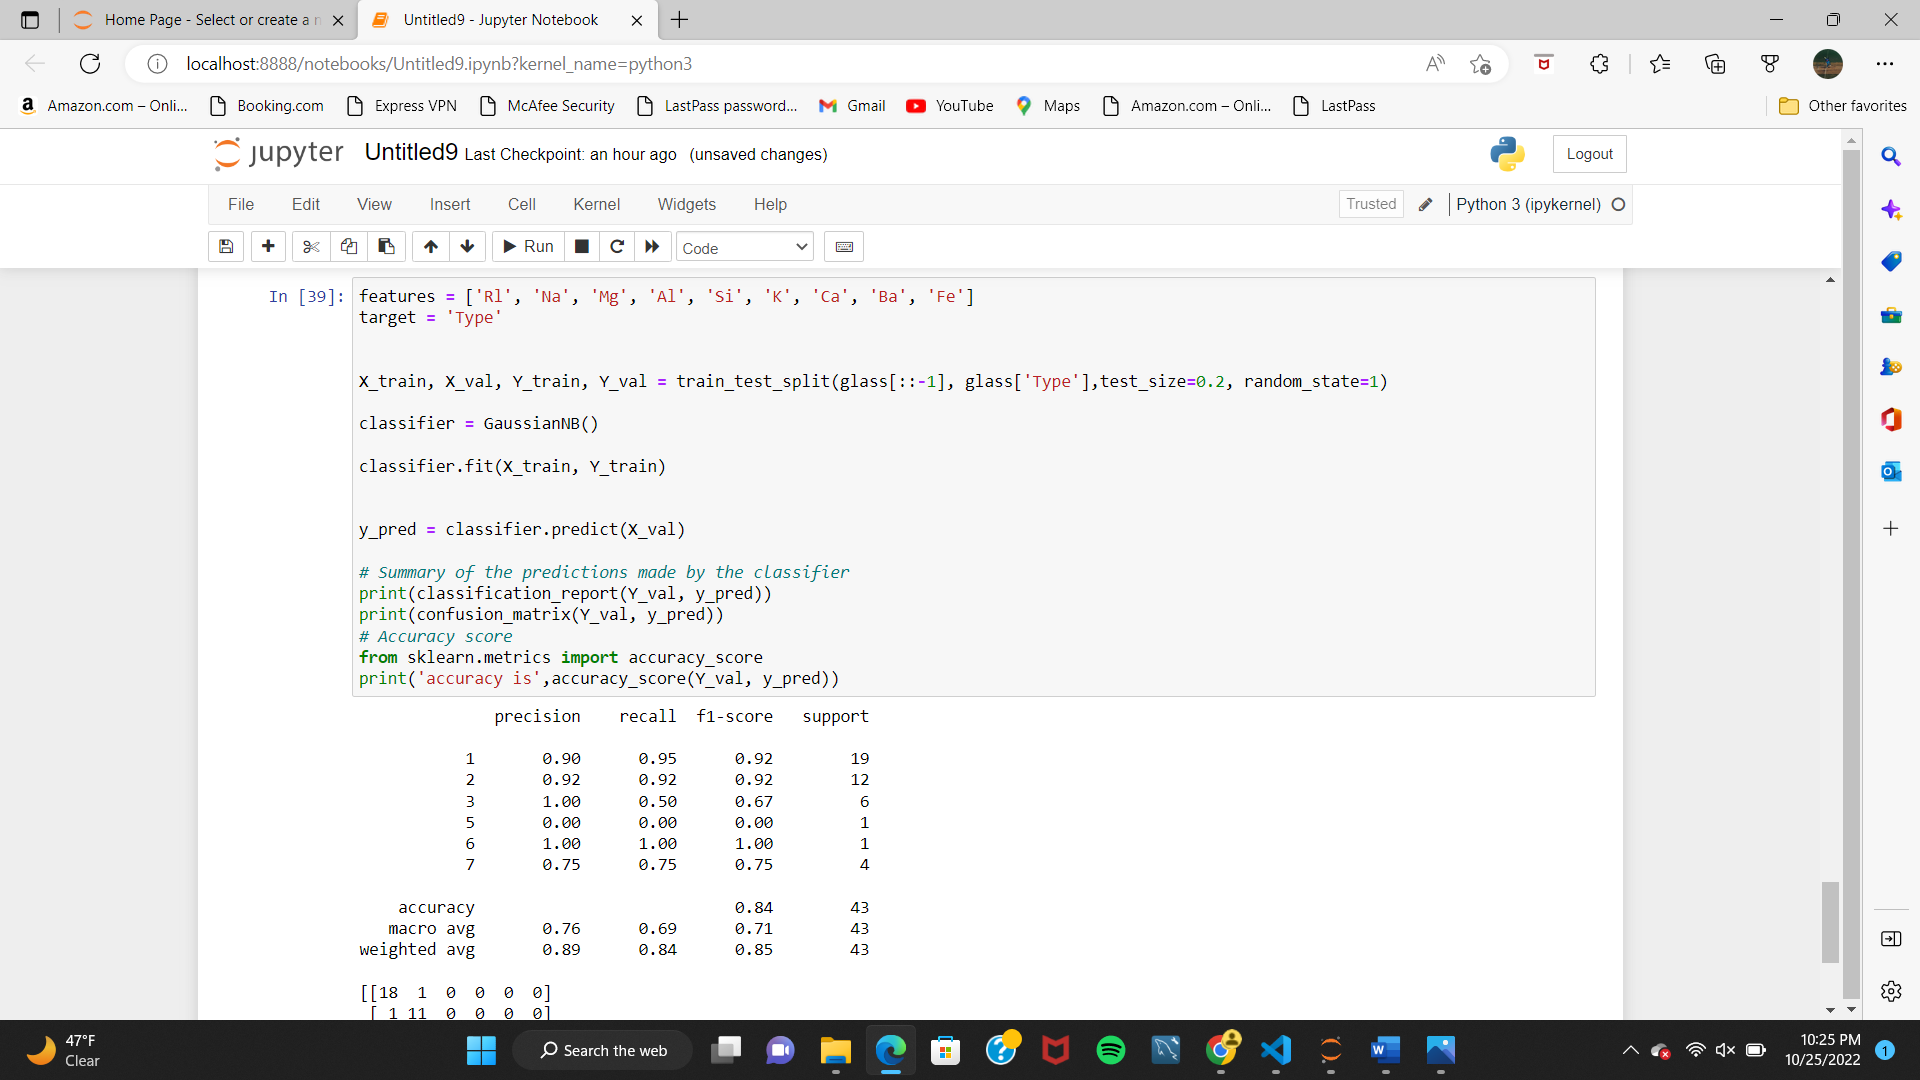 Home Page - Select or create a n
Untitled9 - Jupyter Notebook
localhost:8888/notebooks/Untitled9.ipynb?kernel_name=python3
Amazon.com – Onli...
Booking.com
Express VPN
McAfee Security
LastPass password...
Gmail
YouTube
Maps
Amazon.com – Onli...
LastPass
Other favorites
jupyter Untitled9 Last Checkpoint: an hour ago (unsaved changes)
Logout
File Edit View Insert Cell Kernel Widgets Help
Trusted
Python 3 (ipykernel)
Run
Code
In [39]: features = ['Rl', 'Na', 'Mg', 'Al', 'Si', 'K', 'Ca', 'Ba', 'Fe']
target = 'Type'
X_train, X_val, Y_train, Y_val = train_test_split(glass[::-1], glass['Type'],test_size=0.2, random_state=1)
classifier = GaussianNB()
classifier.fit(X_train, Y_train)
y_pred = classifier.predict(X_val)
# Summary of the predictions made by the classifier
print(classification_report(Y_val, y_pred))
print(confusion_matrix(Y_val, y_pred))
# Accuracy score
from sklearn.metrics import accuracy_score
print('accuracy is',accuracy_score(Y_val, y_pred))
precision recall f1-score support
1 0.90 0.95 0.92 19
2 0.92 0.92 0.92 12
3 1.00 0.50 0.67 6
5 0.00 0.00 0.00 1
6 1.00 1.00 1.00 1
7 0.75 0.75 0.75 4
accuracy 0.84 43
macro avg 0.76 0.69 0.71 43
weighted avg 0.89 0.84 0.85 43
[[18 1 0 0 0 0]
[ 1 11 0 0 0 0]
47°F
Clear
Search the web
10:25 PM
10/25/2022
1